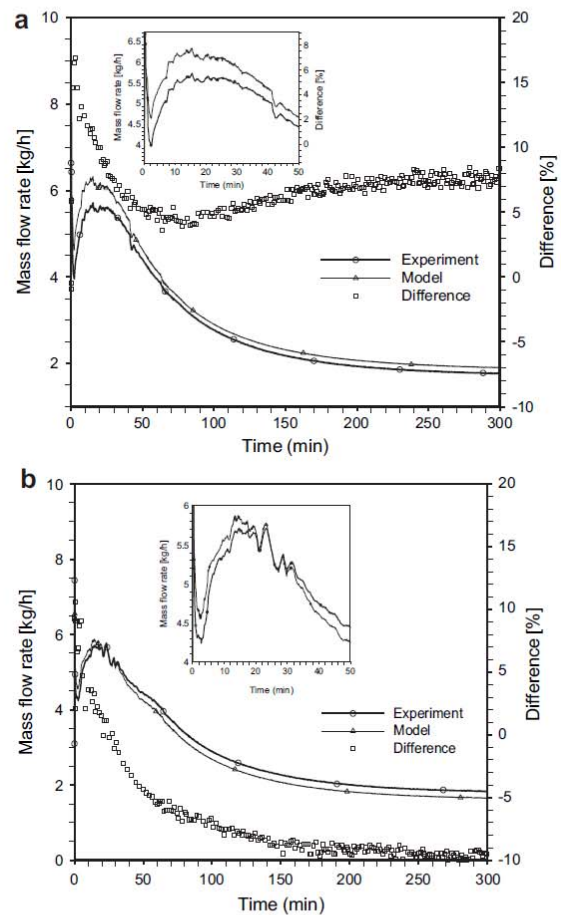 a
10
8
6
4
2
20
15
10
5
0
-5
-10
Mass flow rate [kg/h]
Difference [%]
0 50 100 150 200 250 300
Time (min)
Experiment
Model
Difference
6.5
6
5.5
5
4.5
4
8
6
4
2
0
Mass flow rate [kg/h]
Difference [%]
0 10 20 30 40 50
Time (min)
b
10
8
6
4
2
0
20
15
10
5
0
-5
-10
Mass flow rate [kg/h]
Difference [%]
0 50 100 150 200 250 300
Time (min)
Experiment
Model
Difference
6
5.5
5
4.5
4
Mass flow rate [kg/h]
0 10 20 30 40 50
Time (min)